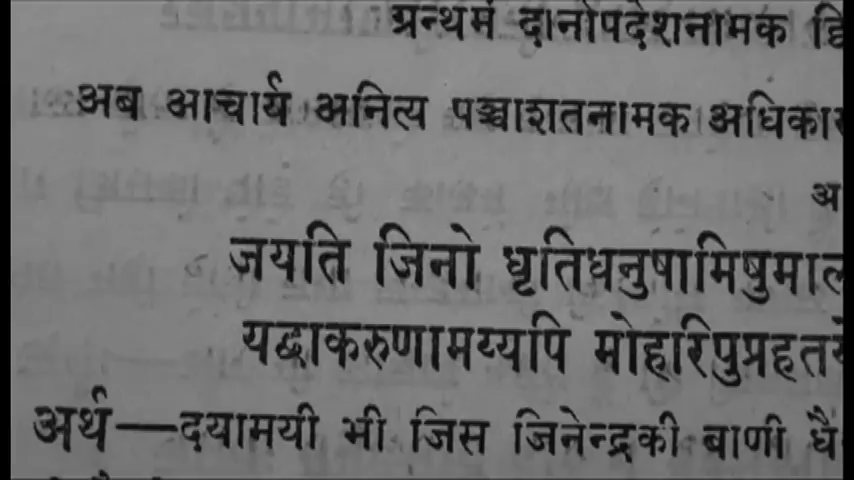 ग्रन्थमें दानोपदेशनामक द्वि
अब आचार्य अनित्य पञ्चाशतनामक अधिकार
अ
जयति जिनो धृतिधनुषामिषुमाल
यद्वाकरुणामय्यपि मोहारिपुप्रहतये
अर्थ—दयामयी भी जिस जिनेन्द्रकी बाणी धै